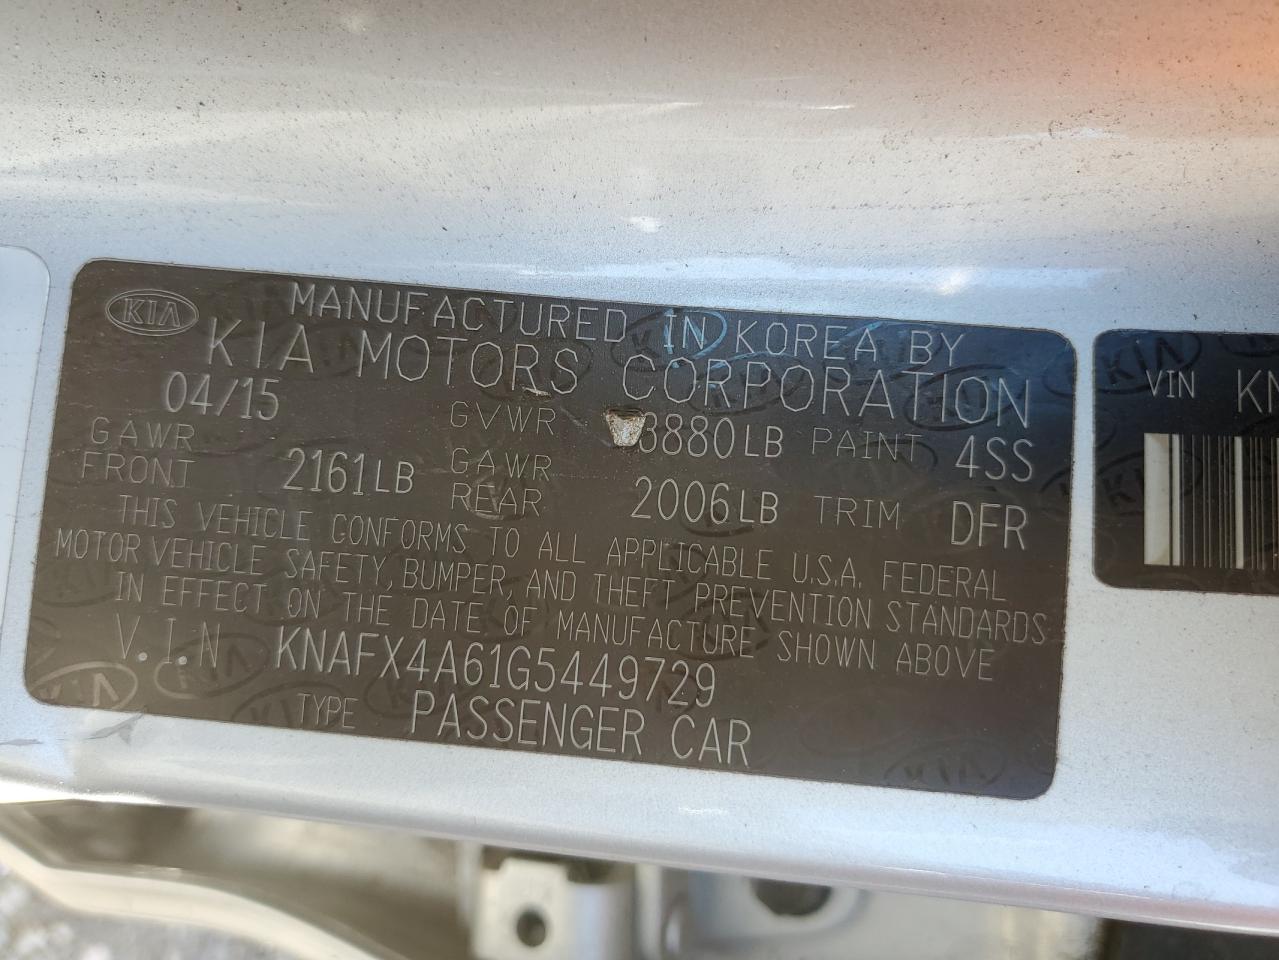 KIA
MANUFACTURED IN KOREA BY
KIA MOTORS CORPORATION
04/15 GVWR 3880LB PAINT 4SS
GAWR FRONT 2161LB GAWR REAR 2006LB TRIM DFR
THIS VEHICLE CONFORMS TO ALL APPLICABLE U.S.A. FEDERAL
MOTOR VEHICLE SAFETY, BUMPER, AND THEFT PREVENTION STANDARDS
IN EFFECT ON THE DATE OF MANUFACTURE SHOWN ABOVE
V.I.N KNAFX4A61G5449729
TYPE PASSENGER CAR
VIN KN